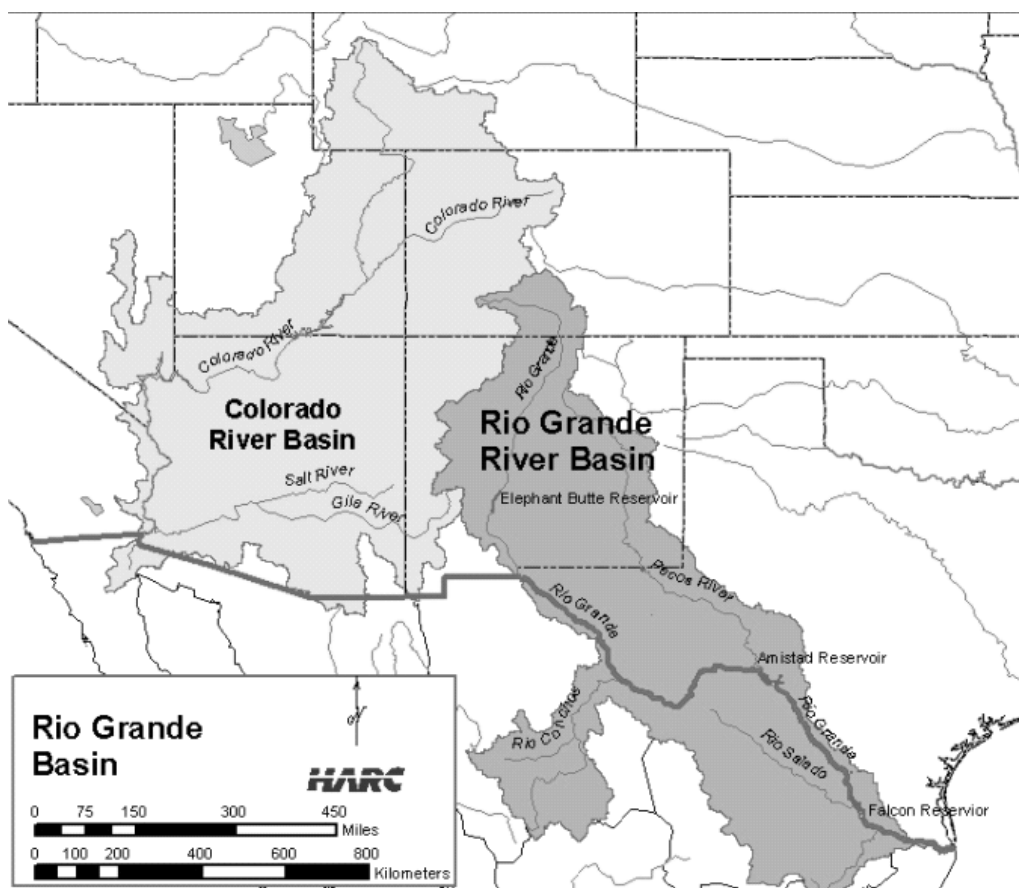 Colorado River
Rio Grande
Colorado River
Colorado
River Basin
Rio Grande
River Basin
Salt River
Gila River
Elephant Butte Reservoir
Pecos River
Rio Grande
Amistad Reservoir
Rio Grande
Rio Conchos
Rio Salado
Falcon Reservior
Rio Grande
Basin
HARC
0 75 150 300 450
Miles
0 100 200 400 600 800
Kilometers